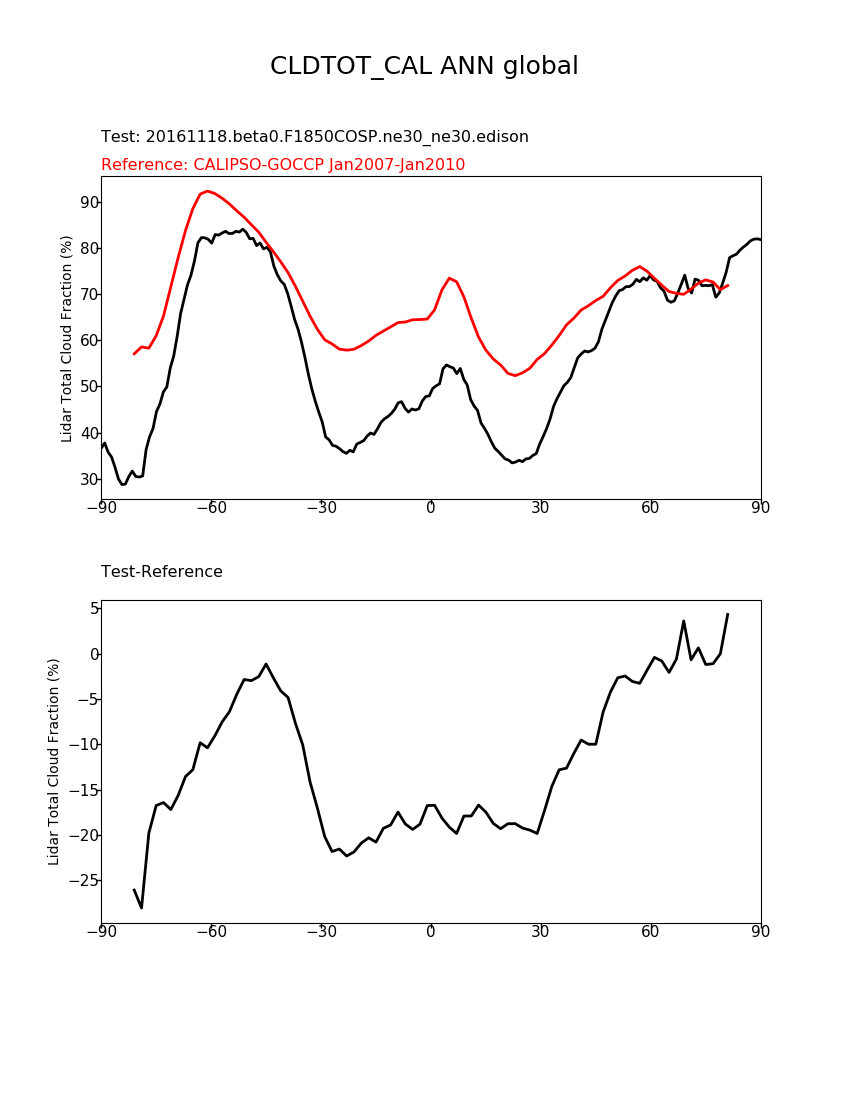 CLDTOT_CAL ANN global
Test: 20161118.beta0.F1850COSP.ne30_ne30.edison
Reference: CALIPSO-GOCCP Jan2007-Jan2010
Lidar Total Cloud Fraction (%)
90
80
70
60
50
40
30
−90 −60 −30 0 30 60 90
Test-Reference
Lidar Total Cloud Fraction (%)
5
0
−5
−10
−15
−20
−25
−90 −60 −30 0 30 60 90